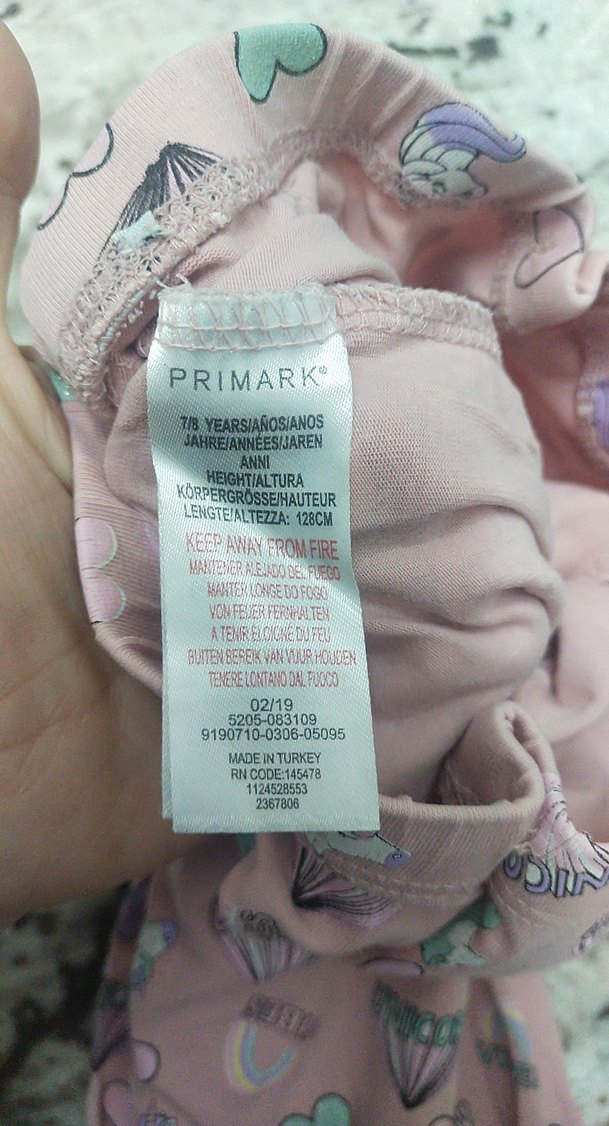 PRIMARK®
7/8 YEARS/AÑOS/ANOS
JAHRE/ANNÉES/JAREN
ANNI
HEIGHT/ALTURA
KÖRPERGRÖSSE/HAUTEUR
LENGTE/ALTEZZA: 128CM
KEEP AWAY FROM FIRE
MANTENER ALEJADO DEL FUEGO
MANTER LONGE DO FOGO
VON FEUER FERNHALTEN
A TENIR ELOIGNE DU FEU
BUITEN BEREIK VAN VUUR HOUDEN
TENERE LONTANO DAL FUOCO
02/19
5205-083109
9190710-0306-05095
MADE IN TURKEY
RN CODE:145478
1124528553
2367806